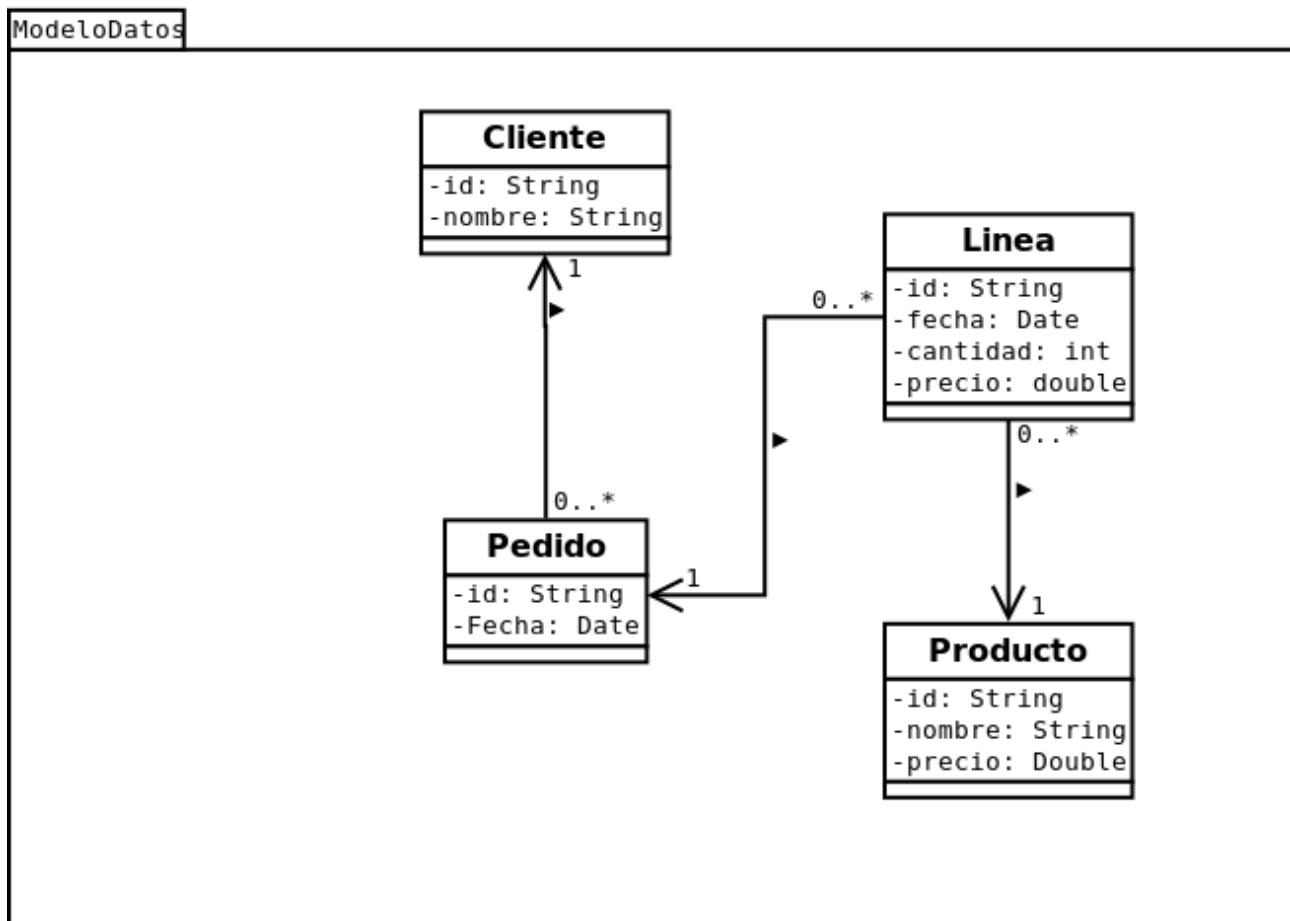 ModeloDatos
Cliente
-id: String
-nombre: String
1
0..*
Pedido
-id: String
-Fecha: Date
1
0..*
Linea
-id: String
-fecha: Date
-cantidad: int
-precio: double
0..*
1
Producto
-id: String
-nombre: String
-precio: Double